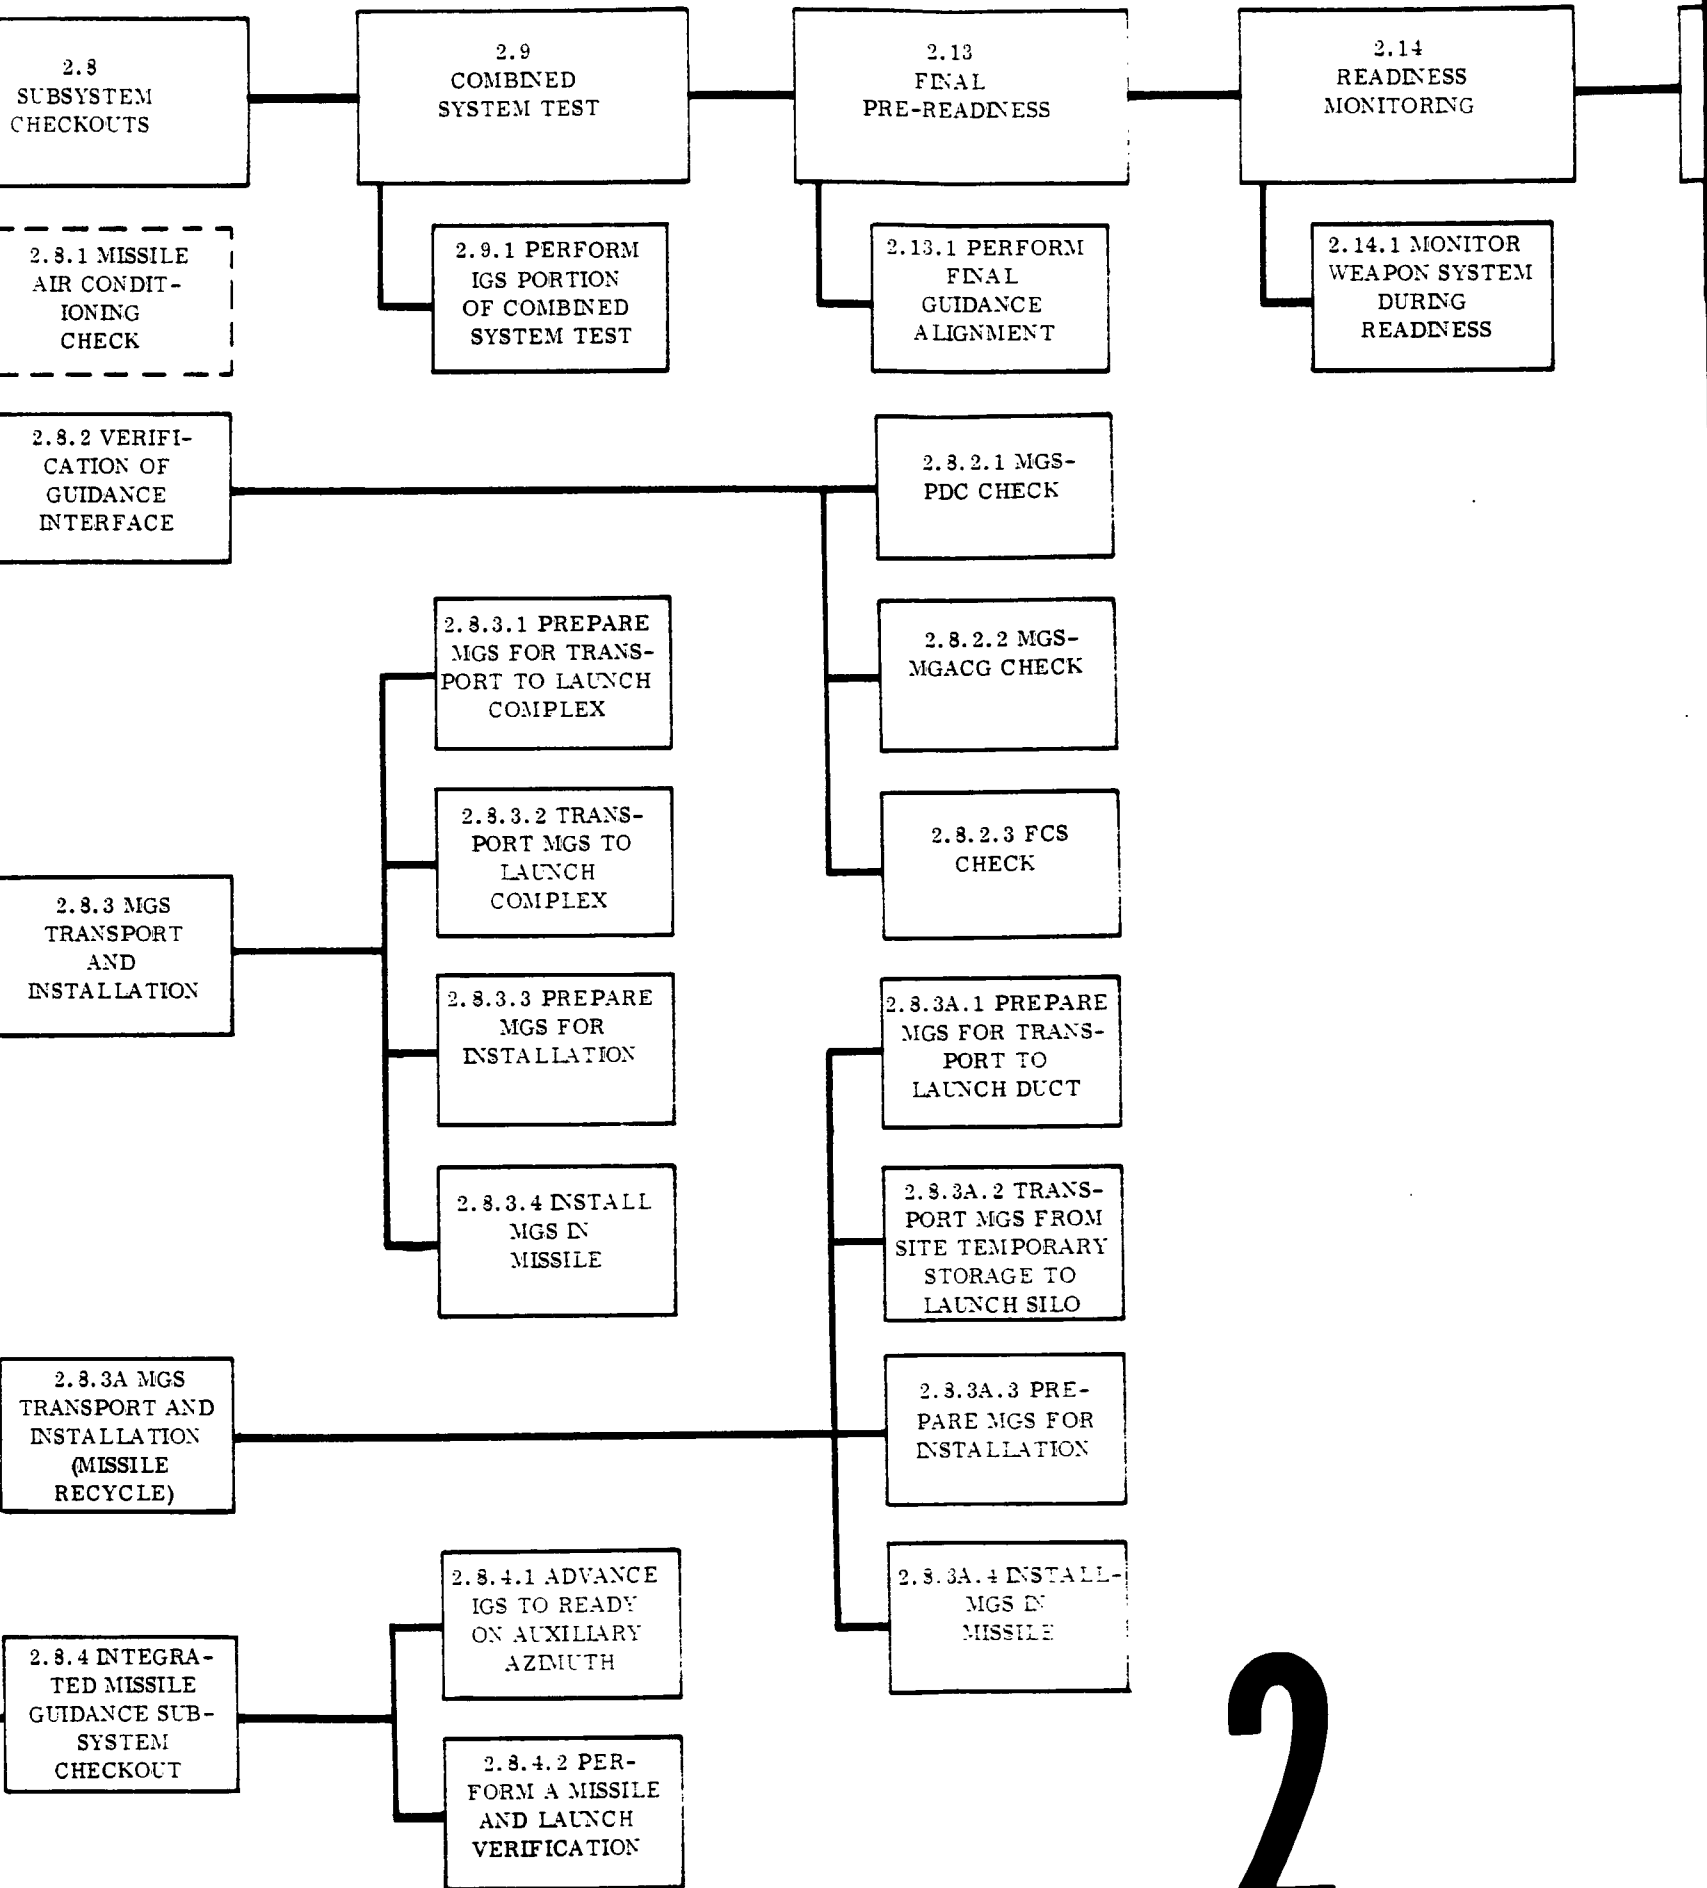 2.8
SUBSYSTEM
CHECKOUTS
2.9
COMBINED
SYSTEM TEST
2.13
FINAL
PRE-READINESS
2.14
READINESS
MONITORING
2.8.1 MISSILE
AIR CONDIT-
IONING
CHECK
2.9.1 PERFORM
IGS PORTION
OF COMBINED
SYSTEM TEST
2.13.1 PERFORM
FINAL
GUIDANCE
ALIGNMENT
2.14.1 MONITOR
WEAPON SYSTEM
DURING
READINESS
2.8.2 VERIFI-
CATION OF
GUIDANCE
INTERFACE
2.8.2.1 MGS-
PDC CHECK
2.8.3.1 PREPARE
MGS FOR TRANS-
PORT TO LAUNCH
COMPLEX
2.8.2.2 MGS-
MGACG CHECK
2.8.3.2 TRANS-
PORT MGS TO
LAUNCH
COMPLEX
2.8.2.3 FCS
CHECK
2.8.3 MGS
TRANSPORT
AND
INSTALLATION
2.8.3.3 PREPARE
MGS FOR
INSTALLATION
2.8.3A.1 PREPARE
MGS FOR TRANS-
PORT TO
LAUNCH DUCT
2.8.3.4 INSTALL
MGS IN
MISSILE
2.8.3A.2 TRANS-
PORT MGS FROM
SITE TEMPORARY
STORAGE TO
LAUNCH SILO
2.8.3A MGS
TRANSPORT AND
INSTALLATION
(MISSILE
RECYCLE)
2.8.3A.3 PRE-
PARE MGS FOR
INSTALLATION
2.8.4.1 ADVANCE
IGS TO READY
ON AUXILIARY
AZIMUTH
2.8.3A.4 INSTALL-
MGS IN
MISSILE
2.8.4 INTEGRA-
TED MISSILE
GUIDANCE SUB-
SYSTEM
CHECKOUT
2.8.4.2 PER-
FORM A MISSILE
AND LAUNCH
VERIFICATION
2